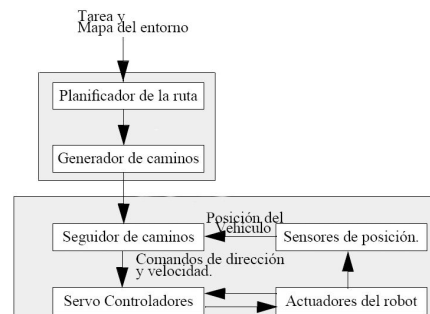 Tarea y
Mapa del entorno
Planificador de la ruta
Generador de caminos
Posición del
Vehiculo
Seguidor de caminos
Sensores de posición.
Comandos de dirección
y velocidad.
Servo Controladores
Actuadores del robot